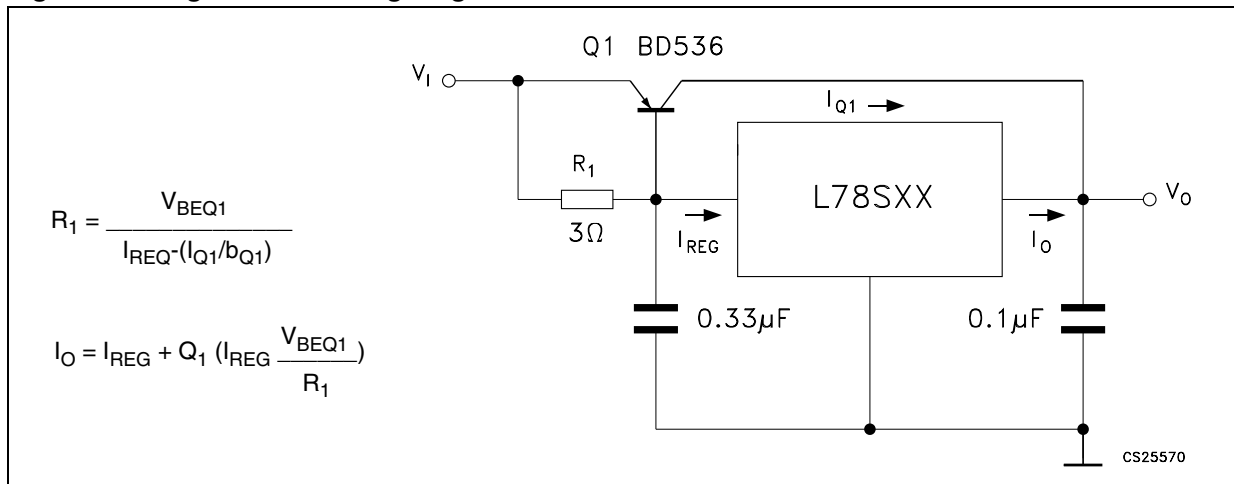 Q1 BD536
V_I
I_Q1
R_1
3Ω
I_REG
L78SXX
I_O
V_O
0.33µF
0.1µF
R_1 = V_BEQ1 / I_REQ-(I_Q1/b_Q1)
I_O = I_REG + Q_1 (I_REG V_BEQ1 / R_1)
CS25570